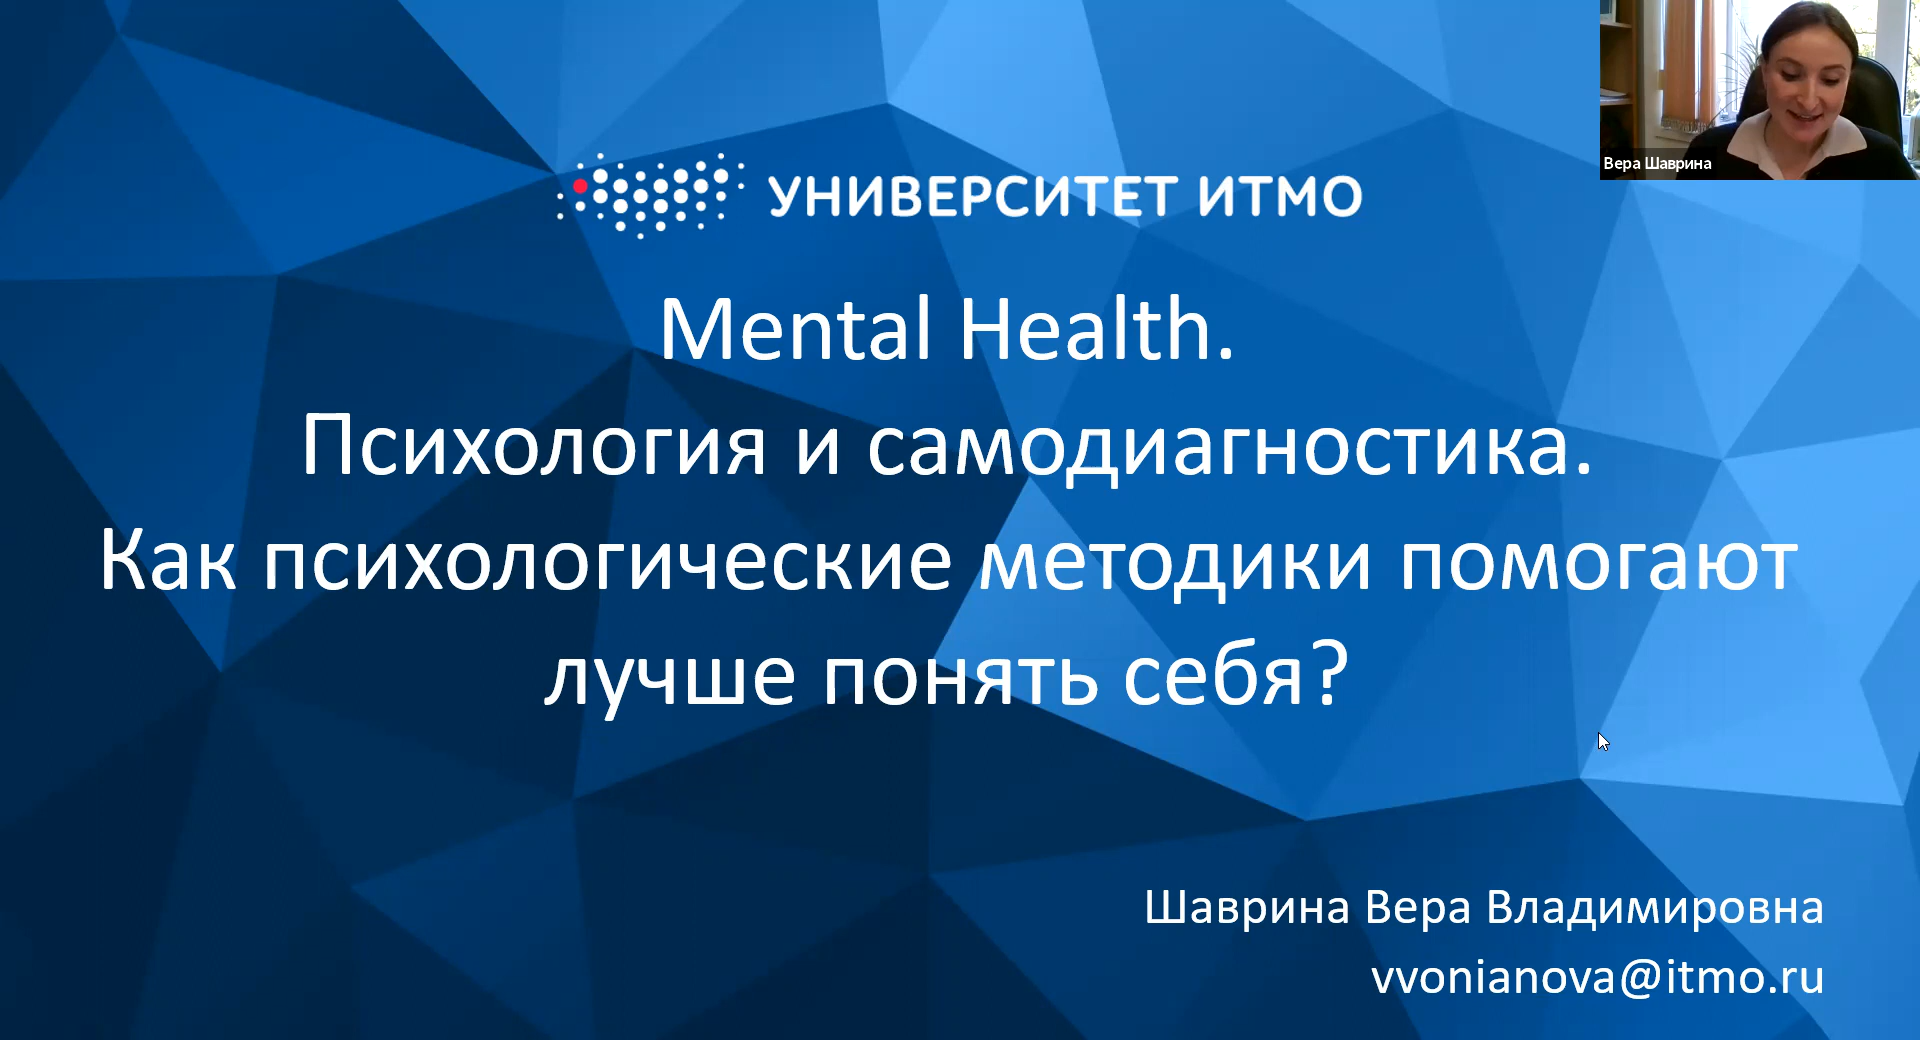 Вера Шаврина
УНИВЕРСИТЕТ ИТМО
Mental Health.
Психология и самодиагностика.
Как психологические методики помогают
лучше понять себя?
Шаврина Вера Владимировна
vvonianova@itmo.ru